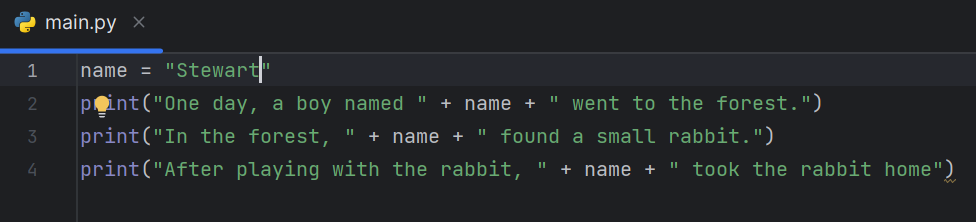 main.py
1 name = "Stewart"
2 print("One day, a boy named " + name + " went to the forest.")
3 print("In the forest, " + name + " found a small rabbit.")
4 print("After playing with the rabbit, " + name + " took the rabbit home")